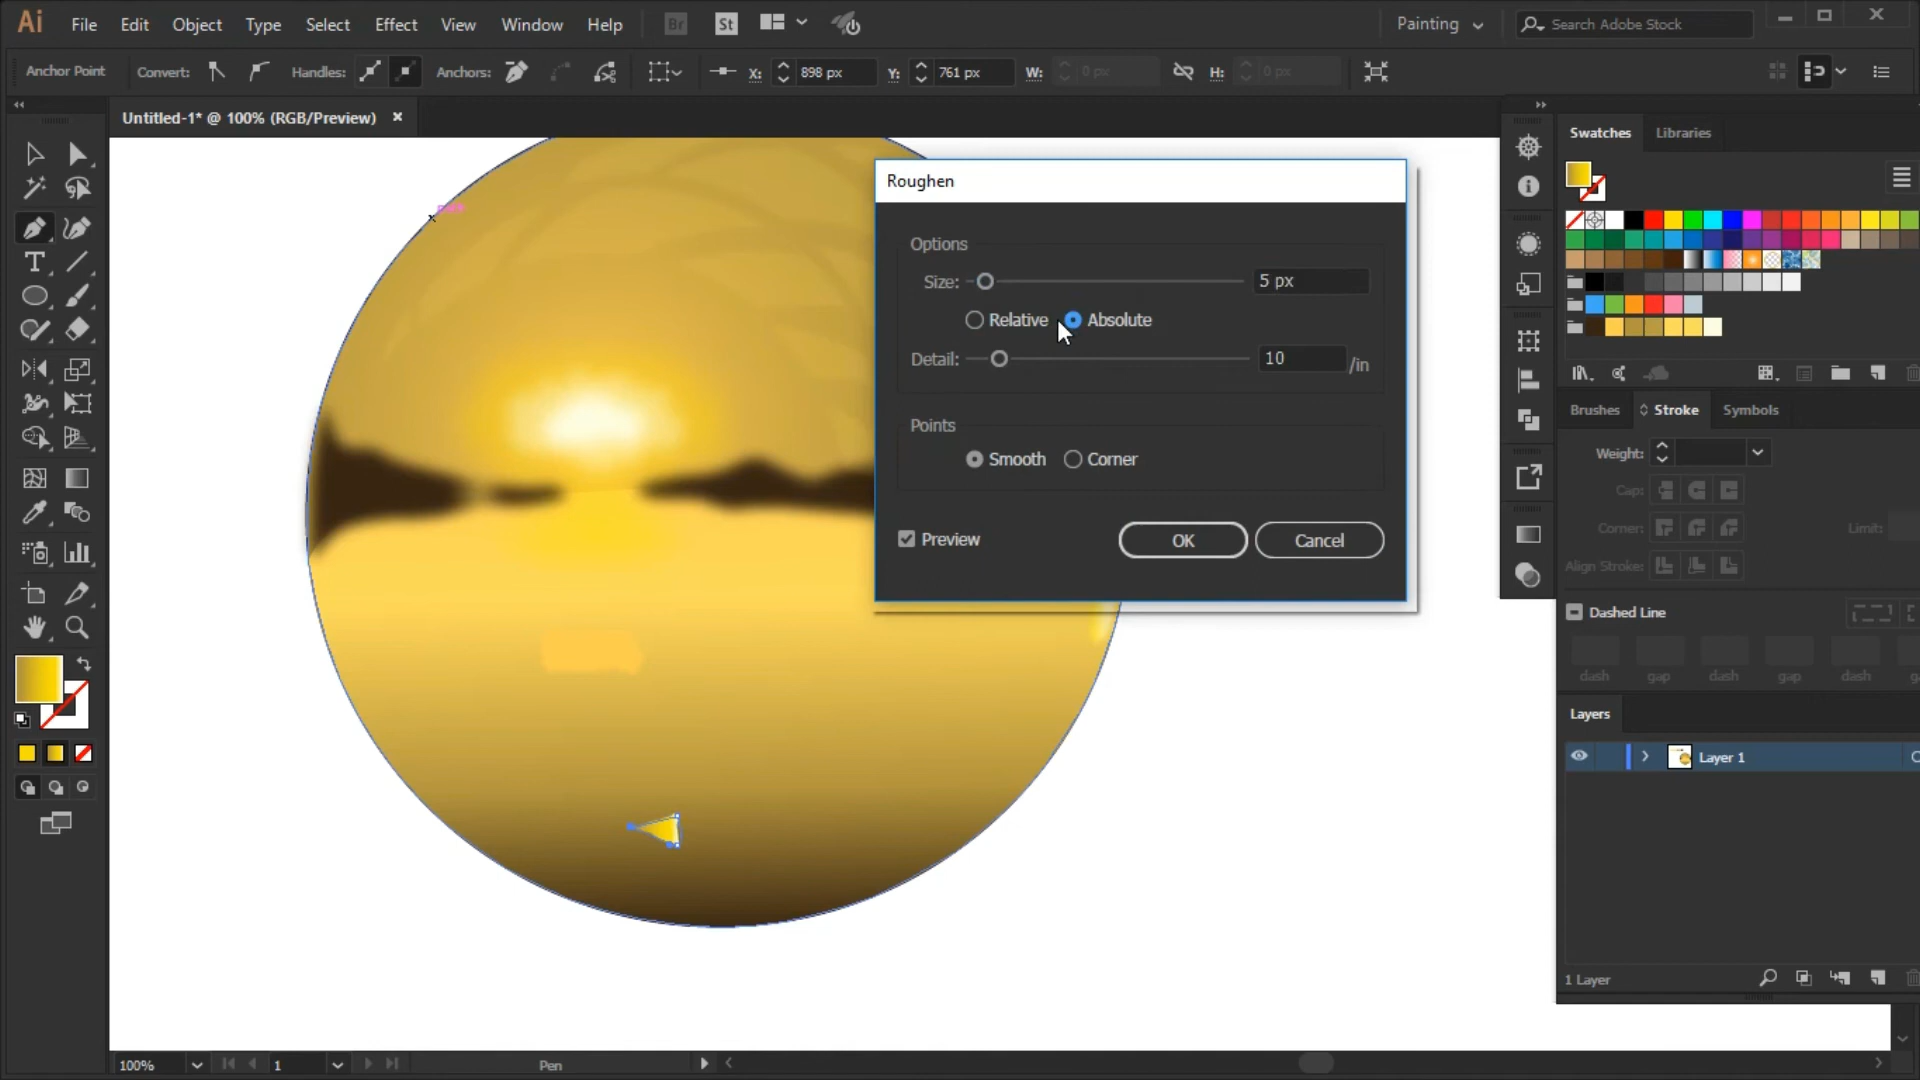 Ai File Edit Object Type Select Effect View Window Help Br St Painting Search Adobe Stock
Anchor Point Convert: Handles: Anchors: X: 898 px Y: 761 px W: 0 px H: 0 px
Untitled-1* @ 100% (RGB/Preview)
Swatches Libraries
Roughen
Options
Size: 5 px
Relative Absolute
Detail: 10 /in
Points
Smooth Corner
Preview OK Cancel
Brushes Stroke Symbols
Weight:
Cap:
Corner: Limit:
Align Stroke:
Dashed Line
dash gap dash gap dash
Layers
Layer 1
1 Layer
100% 1 Pen